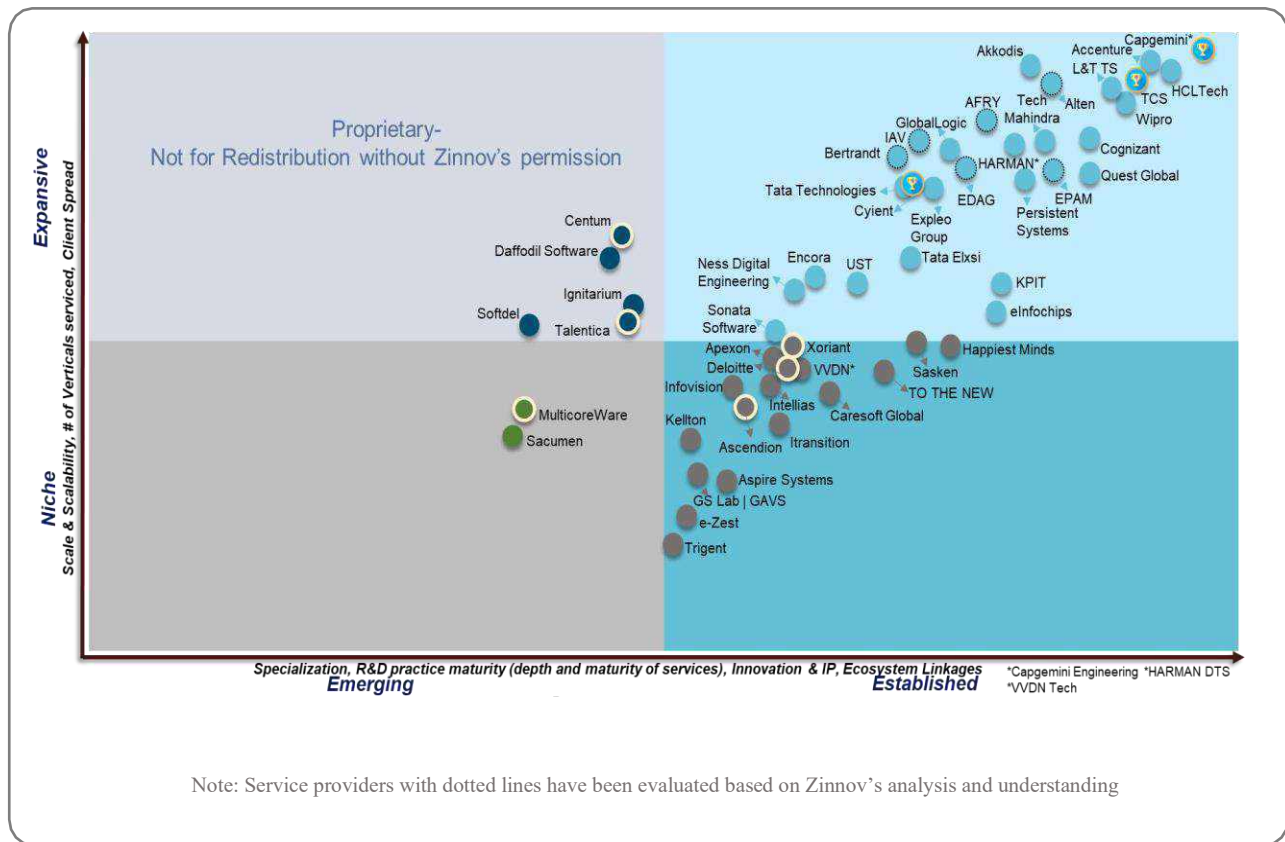 Capgemini*
Accenture
Akkodis
L&T TS
HCLTech
TCS
Alten
Tech
Mahindra
Wipro
AFRY
GlobalLogic
IAV
Bertrandt
Cognizant
HARMAN*
Quest Global
EDAG
EPAM
Tata Technologies
Cyient
Expleo
Group
Persistent
Systems
Proprietary-
Not for Redistribution without Zinnov's permission
Centum
Daffodil Software
Ignitarium
Softdel
Talentica
Ness Digital
Engineering
Encora
UST
Tata Elxsi
KPIT
eInfochips
Sonata
Software
Xoriant
Apexon
Deloitte
VVDN*
Happiest Minds
Sasken
TO THE NEW
Infovision
Intellias
Caresoft Global
Kellton
Ascendion
Itransition
MulticoreWare
Sacumen
Aspire Systems
GS Lab | GAVS
e-Zest
Trigent
Expansive
Niche
Scale & Scalability, # of Verticals serviced, Client Spread
Specialization, R&D practice maturity (depth and maturity of services), Innovation & IP, Ecosystem Linkages
Emerging
Established
*Capgemini Engineering *HARMAN DTS
*VVDN Tech
Note: Service providers with dotted lines have been evaluated based on Zinnov's analysis and understanding